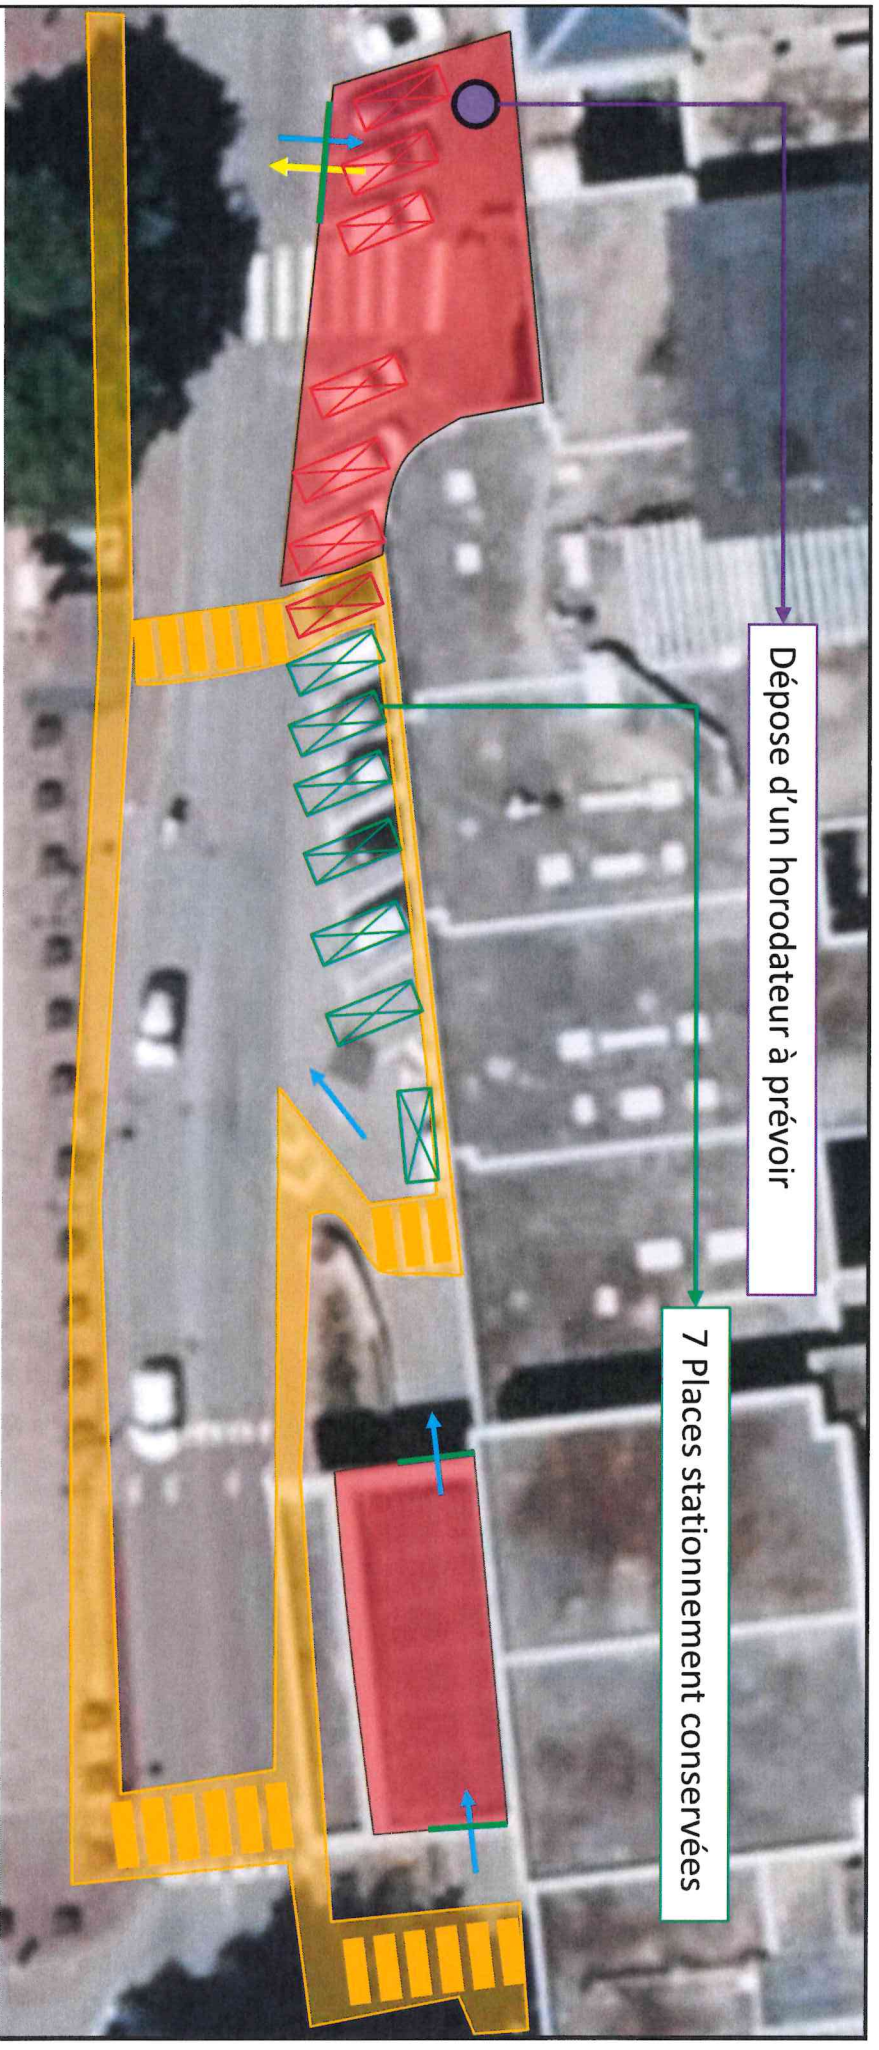 Dépose d'un horodateur à prévoir
7 Places stationnement conservées